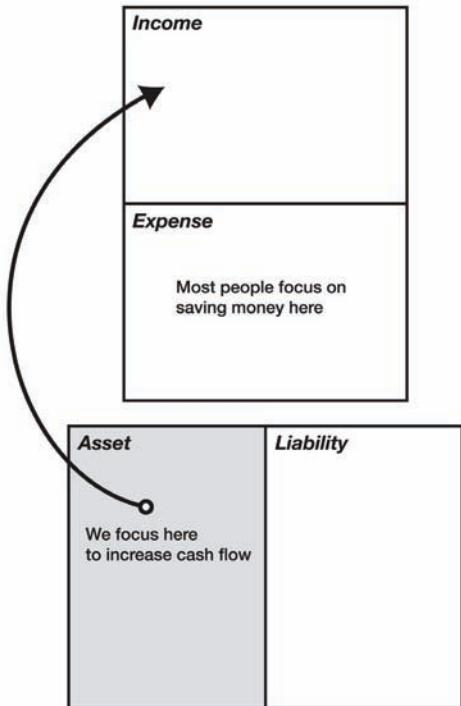 Income
Expense
Most people focus on
saving money here
Asset
Liability
We focus here
to increase cash flow